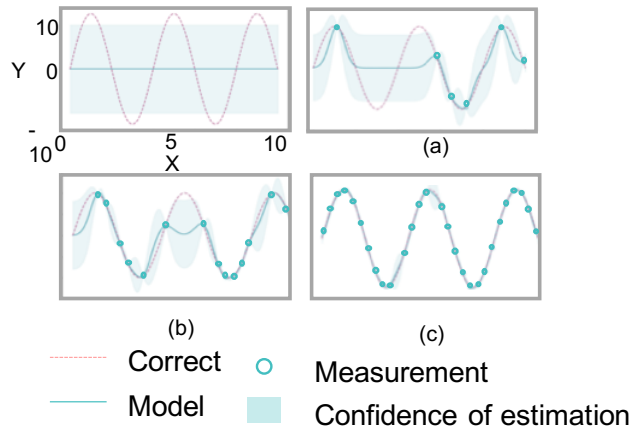 10
Y 0
-
10
0 5 10
X
(a)
(b) (c)
Correct Measurement
Model Confidence of estimation